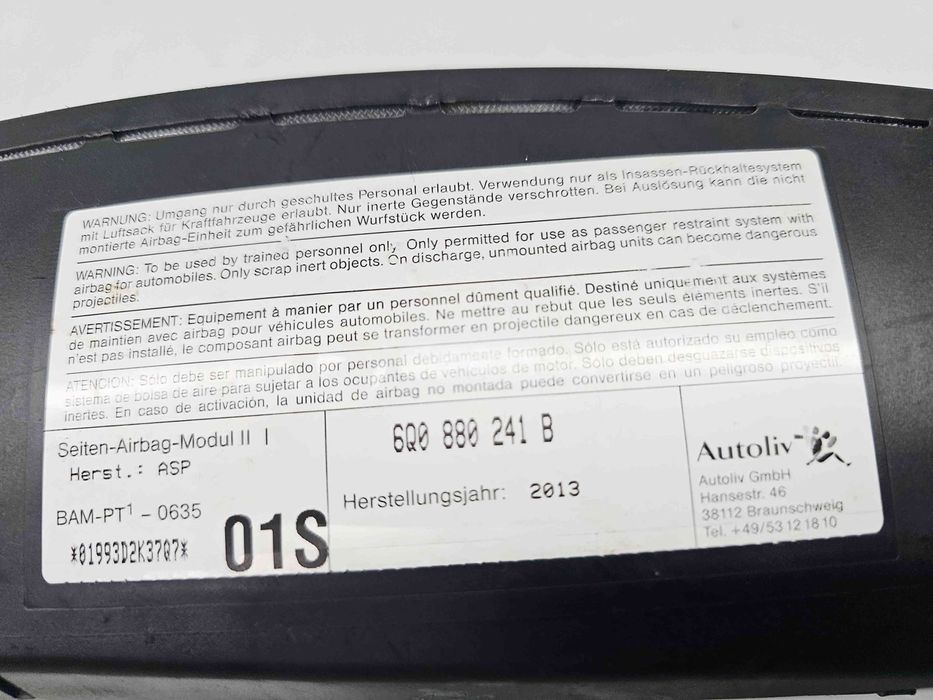 WARNUNG: Umgang nur durch geschultes Personal erlaubt. Verwendung nur als Insassen-Rückhaltesystem
mit Luftsack für Kraftfahrzeuge erlaubt. Nur inerte Gegenstände verschrotten. Bei Auslösung kann die nicht
montierte Airbag-Einheit zum gefährlichen Wurfstück werden.
WARNING: To be used by trained personnel only. Only permitted for use as passenger restraint system with
airbag for automobiles. Only scrap inert objects. On discharge, unmounted airbag units can become dangerous
projectiles.
AVERTISSEMENT: Equipement à manier par un personnel dûment qualifié. Destiné uniquement aux systèmes
de maintien avec airbag pour véhicules automobiles. Ne mettre au rebut que les seuls éléments inertes. S'il
n'est pas installé, le composant airbag peut se transformer en projectile dangereux en cas de déclenchement.
ATENCION: Sólo debe ser manipulado por personal debidamente formado. Sólo está autorizado su empleo como
sistema de bolsa de aire para sujetar a los ocupantes de vehículos de motor. Sólo deben desguazarse dispositivos
inertes. En caso de activación, la unidad de airbag no montada puede convertirse en un peligroso proyectil.
Seiten-Airbag-Modul II I
Herst.: ASP
BAM-PT¹ - 0635
*01993D2K37Q7*
01S
6Q0 880 241 B
Herstellungsjahr: 2013
Autoliv
Autoliv GmbH
Hansestr. 46
38112 Braunschweig
Tel. +49/53 12 18 10